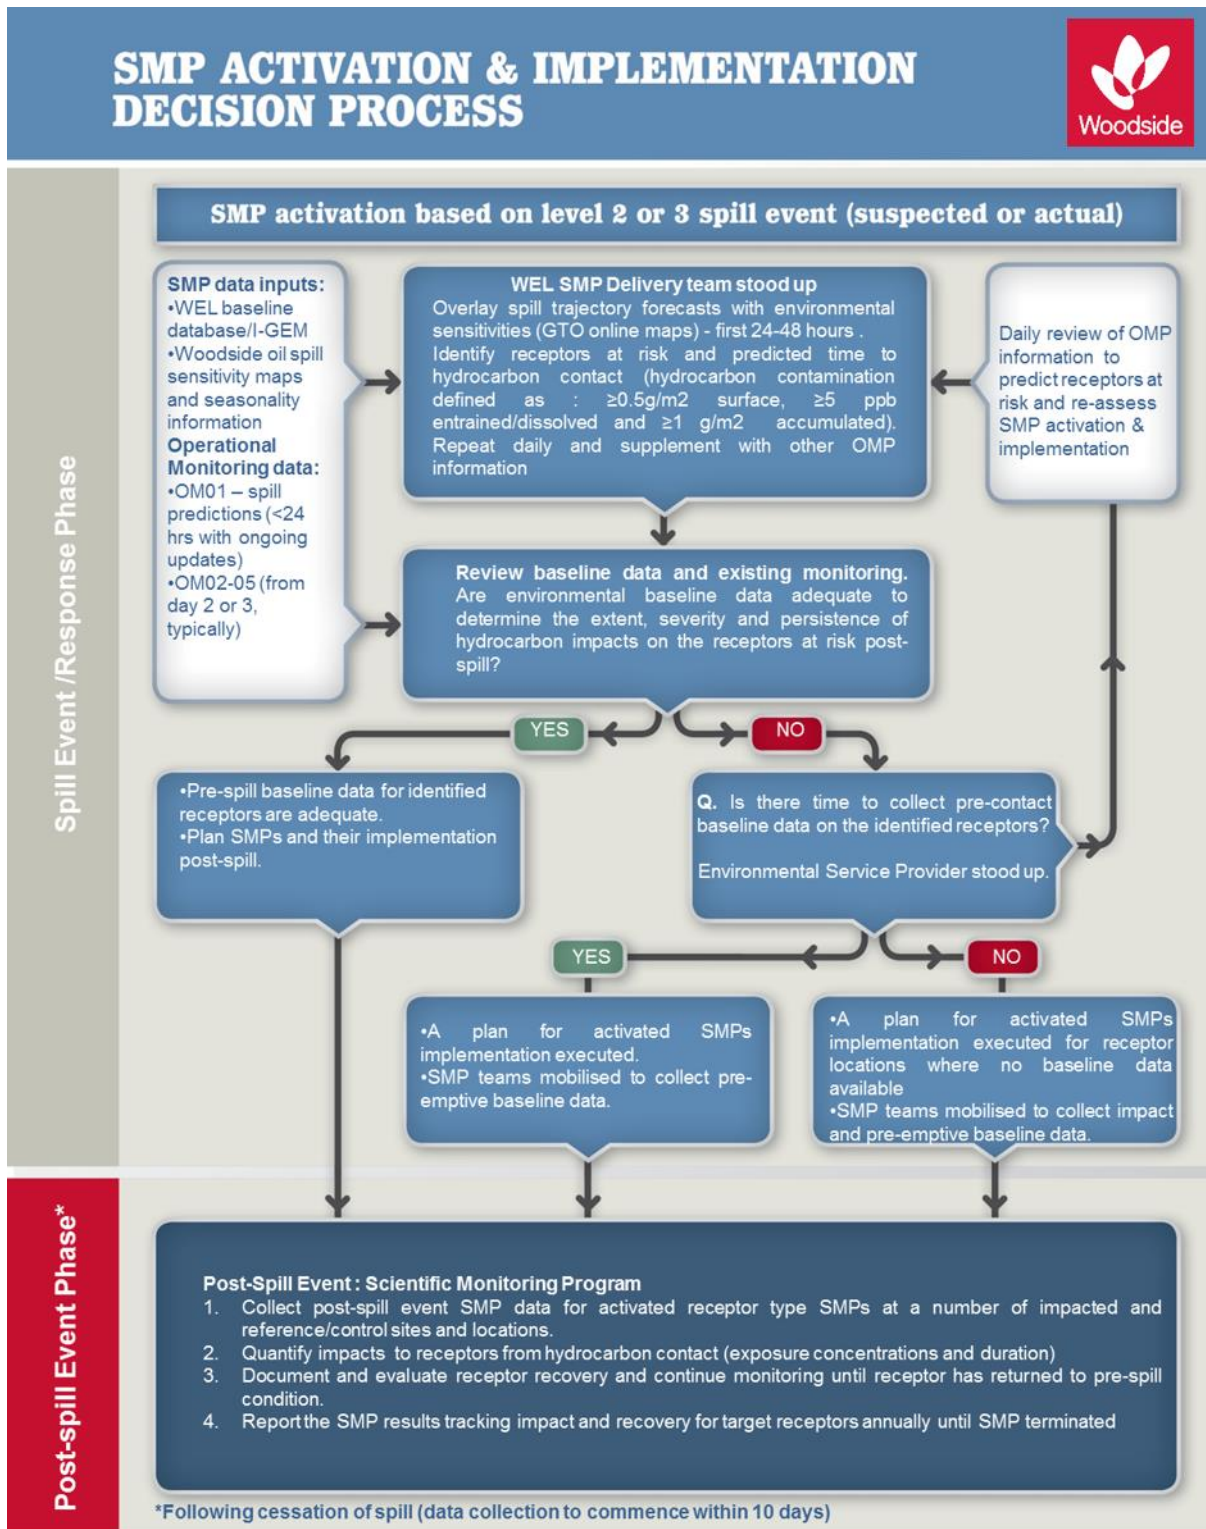 SMP ACTIVATION & IMPLEMENTATION
DECISION PROCESS
Woodside
Spill Event /Response Phase
SMP activation based on level 2 or 3 spill event (suspected or actual)
SMP data inputs:
•WEL baseline
database/I-GEM
•Woodside oil spill
sensitivity maps
and seasonality
information
Operational
Monitoring data:
•OM01 – spill
predictions (<24
hrs with ongoing
updates)
•OM02-05 (from
day 2 or 3,
typically)
WEL SMP Delivery team stood up
Overlay spill trajectory forecasts with environmental
sensitivities (GTO online maps) - first 24-48 hours .
Identify receptors at risk and predicted time to
hydrocarbon contact (hydrocarbon contamination
defined as : ≥0.5g/m2 surface, ≥5 ppb
entrained/dissolved and ≥1 g/m2 accumulated).
Repeat daily and supplement with other OMP
information
Daily review of OMP
information to
predict receptors at
risk and re-assess
SMP activation &
implementation
Review baseline data and existing monitoring.
Are environmental baseline data adequate to
determine the extent, severity and persistence of
hydrocarbon impacts on the receptors at risk post-
spill?
YES
NO
•Pre-spill baseline data for identified
receptors are adequate.
•Plan SMPs and their implementation
post-spill.
Q. Is there time to collect pre-contact
baseline data on the identified receptors?
Environmental Service Provider stood up.
YES
NO
•A plan for activated SMPs
implementation executed.
•SMP teams mobilised to collect pre-
emptive baseline data.
•A plan for activated SMPs
implementation executed for receptor
locations where no baseline data
available
•SMP teams mobilised to collect impact
and pre-emptive baseline data.
Post-spill Event Phase*
Post-Spill Event : Scientific Monitoring Program
1. Collect post-spill event SMP data for activated receptor type SMPs at a number of impacted and
reference/control sites and locations.
2. Quantify impacts to receptors from hydrocarbon contact (exposure concentrations and duration)
3. Document and evaluate receptor recovery and continue monitoring until receptor has returned to pre-spill
condition.
4. Report the SMP results tracking impact and recovery for target receptors annually until SMP terminated
*Following cessation of spill (data collection to commence within 10 days)